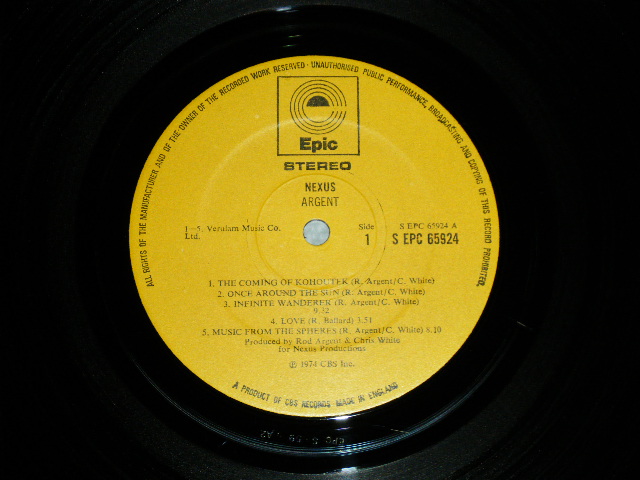 ALL RIGHTS OF THE MANUFACTURER AND OF THE OWNER OF THE RECORDED WORK RESERVED · UNAUTHORISED PUBLIC PERFORMANCE, BROADCASTING AND COPYING OF THIS RECORD PROHIBITED.
Epic
STEREO
NEXUS
ARGENT
1–5. Verulam Music Co. Ltd.
Side 1
S EPC 65924 A
S EPC 65924
1. THE COMING OF KOHOUTEK (R. Argent/C. White)
2. ONCE AROUND THE SUN (R. Argent/C. White)
3. INFINITE WANDERER (R. Argent/C. White)
9.32
4. LOVE (R. Ballard) 3.51
5. MUSIC FROM THE SPHERES (R. Argent/C. White) 8.10
Produced by Rod Argent & Chris White
for Nexus Productions
℗ 1974 CBS Inc.
A PRODUCT OF CBS RECORDS · MADE IN ENGLAND